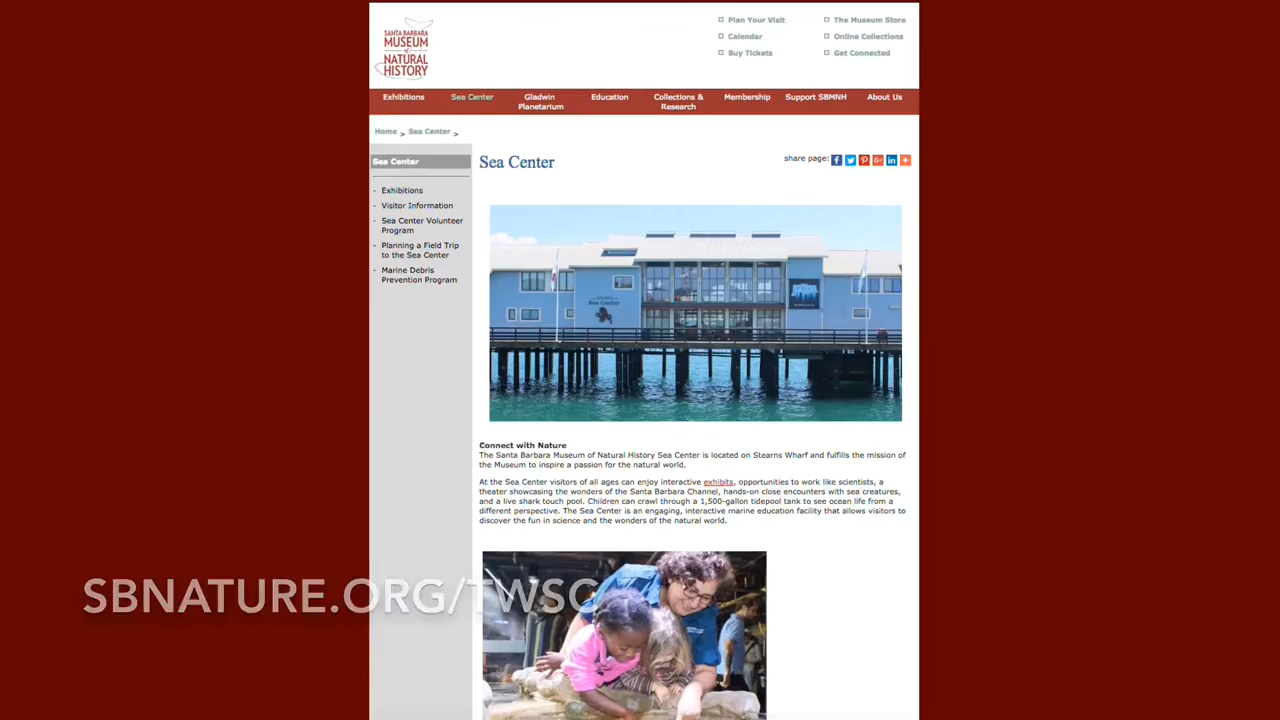 SANTA BARBARA
MUSEUM
of
NATURAL
HISTORY
Plan Your Visit
The Museum Store
Calendar
Online Collections
Buy Tickets
Get Connected
Exhibitions
Sea Center
Gladwin
Planetarium
Education
Collections &
Research
Membership
Support SBMNH
About Us
Home > Sea Center >
Sea Center
- Exhibitions
- Visitor Information
- Sea Center Volunteer
Program
- Planning a Field Trip
to the Sea Center
- Marine Debris
Prevention Program
Sea Center
share page:
Sea Center
Connect with Nature
The Santa Barbara Museum of Natural History Sea Center is located on Stearns Wharf and fulfills the mission of
the Museum to inspire a passion for the natural world.
At the Sea Center visitors of all ages can enjoy interactive exhibits, opportunities to work like scientists, a
theater showcasing the wonders of the Santa Barbara Channel, hands-on close encounters with sea creatures,
and a live shark touch pool. Children can crawl through a 1,500-gallon tidepool tank to see ocean life from a
different perspective. The Sea Center is an engaging, interactive marine education facility that allows visitors to
discover the fun in science and the wonders of the natural world.
SBNATURE.ORG/TWSC